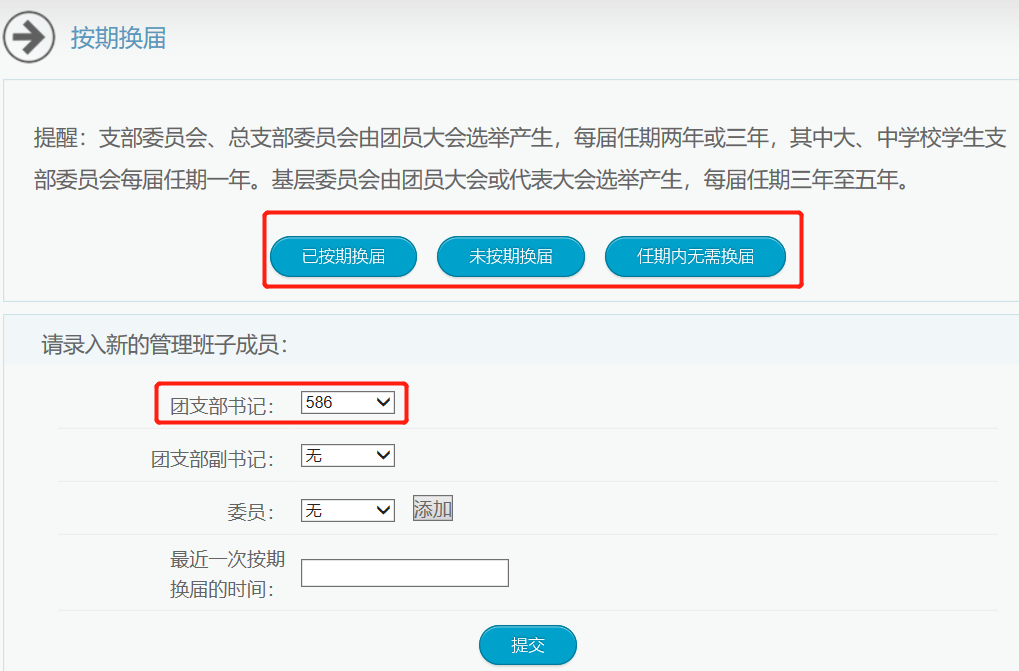 按期换届
提醒：支部委员会、总支部委员会由团员大会选举产生，每届任期两年或三年，其中大、中学校学生支
部委员会每届任期一年。基层委员会由团员大会或代表大会选举产生，每届任期三年至五年。
已按期换届 未按期换届 任期内无需换届
请录入新的管理班子成员：
团支部书记： 586
团支部副书记： 无
委员： 无 添加
最近一次按期
换届的时间：
提交